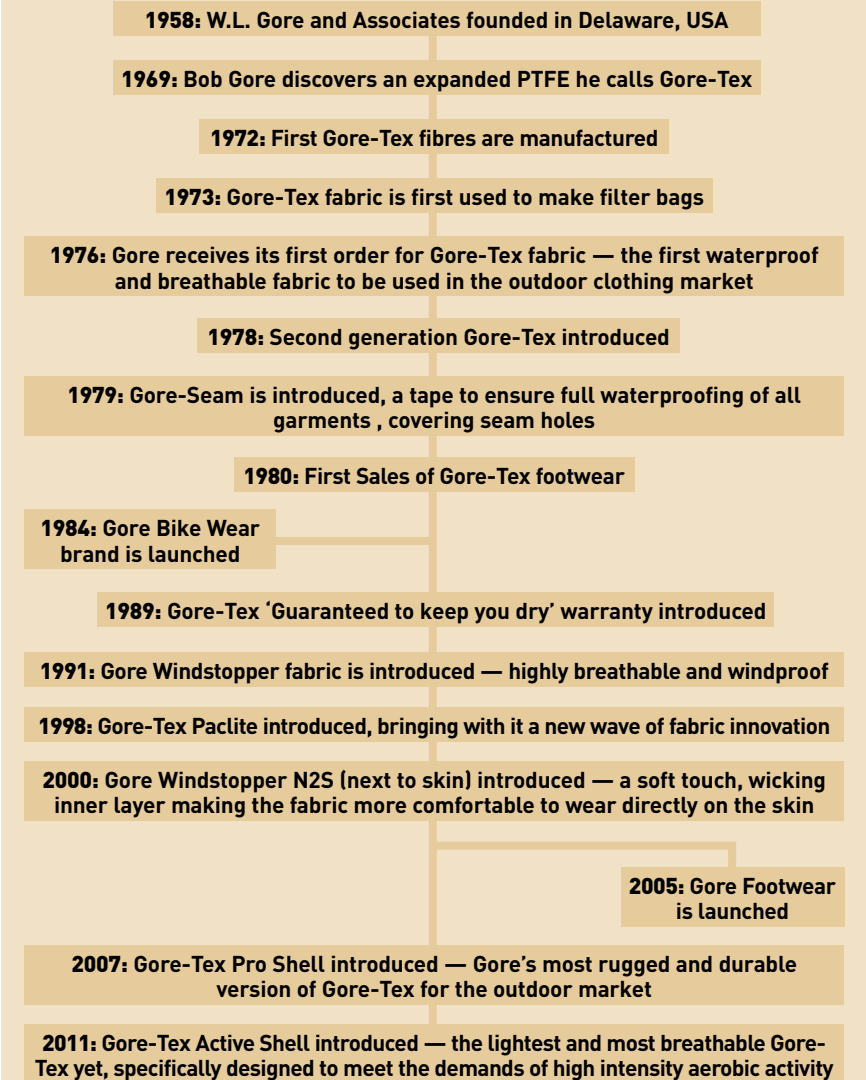 1958: W.L. Gore and Associates founded in Delaware, USA
1969: Bob Gore discovers an expanded PTFE he calls Gore-Tex
1972: First Gore-Tex fibres are manufactured
1973: Gore-Tex fabric is first used to make filter bags
1976: Gore receives its first order for Gore-Tex fabric — the first waterproof
and breathable fabric to be used in the outdoor clothing market
1978: Second generation Gore-Tex introduced
1979: Gore-Seam is introduced, a tape to ensure full waterproofing of all
garments , covering seam holes
1980: First Sales of Gore-Tex footwear
1984: Gore Bike Wear
brand is launched
1989: Gore-Tex ‘Guaranteed to keep you dry’ warranty introduced
1991: Gore Windstopper fabric is introduced — highly breathable and windproof
1998: Gore-Tex Paclite introduced, bringing with it a new wave of fabric innovation
2000: Gore Windstopper N2S (next to skin) introduced — a soft touch, wicking
inner layer making the fabric more comfortable to wear directly on the skin
2005: Gore Footwear
is launched
2007: Gore-Tex Pro Shell introduced — Gore’s most rugged and durable
version of Gore-Tex for the outdoor market
2011: Gore-Tex Active Shell introduced — the lightest and most breathable Gore-
Tex yet, specifically designed to meet the demands of high intensity aerobic activity